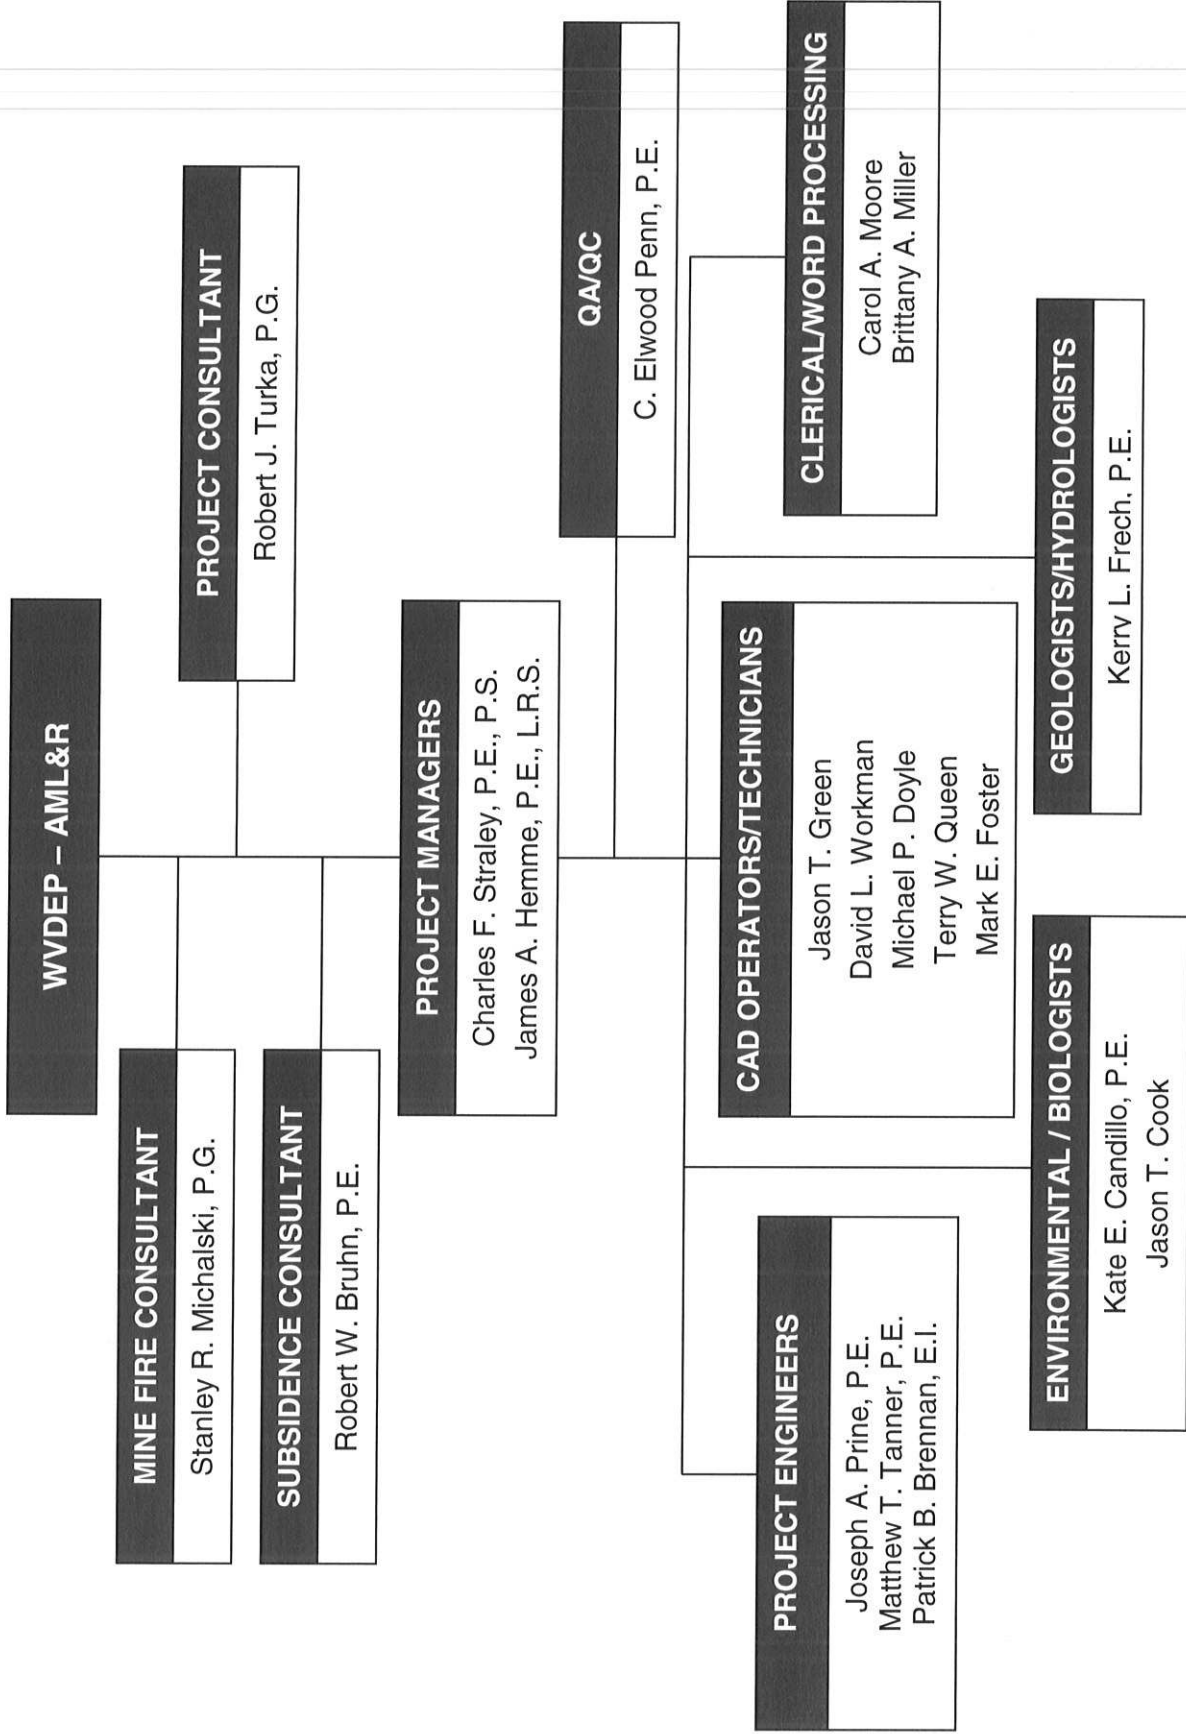 WVDEP – AML&R
MINE FIRE CONSULTANT
Stanley R. Michalski, P.G.
PROJECT CONSULTANT
Robert J. Turka, P.G.
SUBSIDENCE CONSULTANT
Robert W. Bruhn, P.E.
PROJECT MANAGERS
Charles F. Straley, P.E., P.S.
James A. Hemme, P.E., L.R.S.
QA/QC
C. Elwood Penn, P.E.
PROJECT ENGINEERS
Joseph A. Prine, P.E.
Matthew T. Tanner, P.E.
Patrick B. Brennan, E.I.
CAD OPERATORS/TECHNICIANS
Jason T. Green
David L. Workman
Michael P. Doyle
Terry W. Queen
Mark E. Foster
CLERICAL/WORD PROCESSING
Carol A. Moore
Brittany A. Miller
ENVIRONMENTAL / BIOLOGISTS
Kate E. Candillo, P.E.
Jason T. Cook
GEOLOGISTS/HYDROLOGISTS
Kerry L. Frech, P.E.